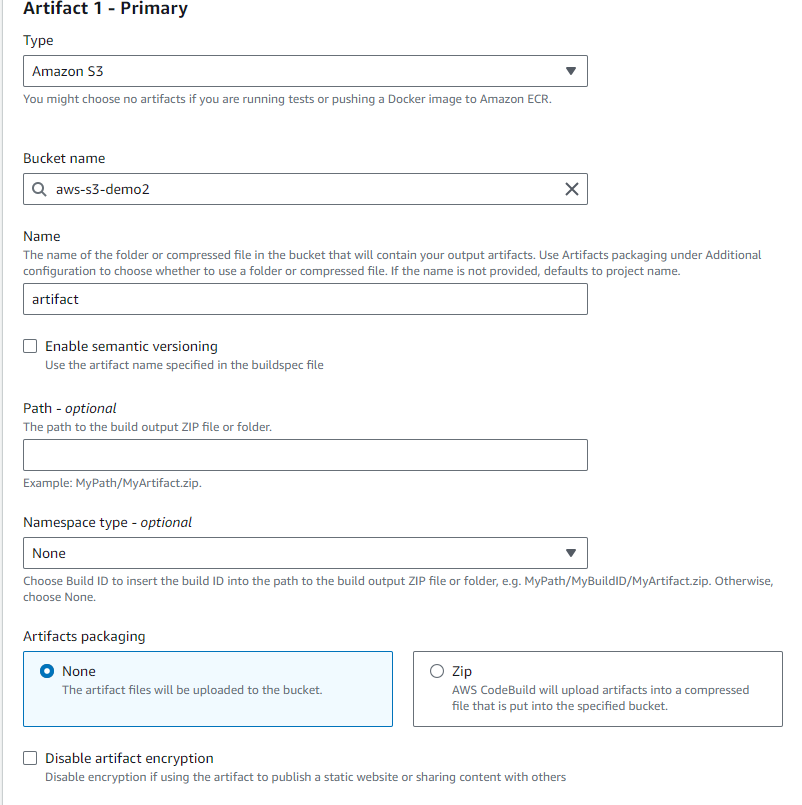 Artifact 1 - Primary
Type
Amazon S3
You might choose no artifacts if you are running tests or pushing a Docker image to Amazon ECR.
Bucket name
aws-s3-demo2
Name
The name of the folder or compressed file in the bucket that will contain your output artifacts. Use Artifacts packaging under Additional
configuration to choose whether to use a folder or compressed file. If the name is not provided, defaults to project name.
artifact
Enable semantic versioning
Use the artifact name specified in the buildspec file
Path - optional
The path to the build output ZIP file or folder.
Example: MyPath/MyArtifact.zip.
Namespace type - optional
None
Choose Build ID to insert the build ID into the path to the build output ZIP file or folder, e.g. MyPath/MyBuildID/MyArtifact.zip. Otherwise,
choose None.
Artifacts packaging
None
The artifact files will be uploaded to the bucket.
Zip
AWS CodeBuild will upload artifacts into a compressed
file that is put into the specified bucket.
Disable artifact encryption
Disable encryption if using the artifact to publish a static website or sharing content with others